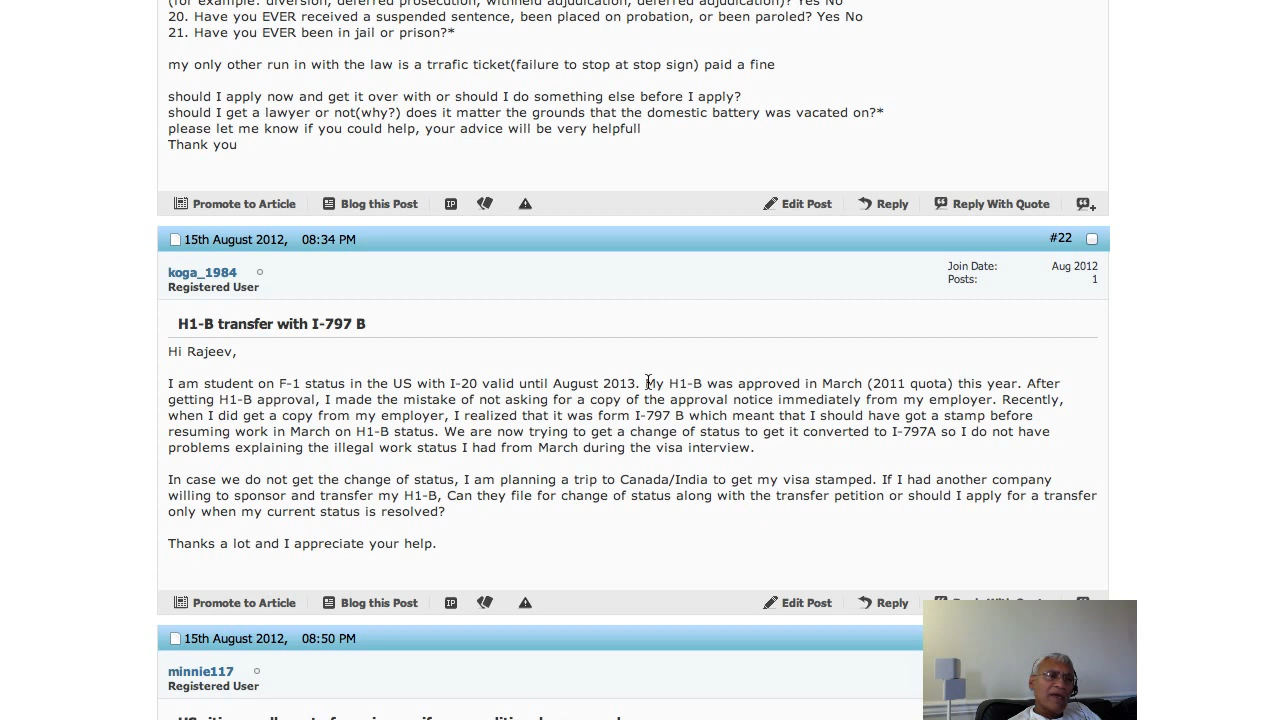 (for example: diversion, deferred prosecution, withheld adjudication, deferred adjudication)? Yes No
20. Have you EVER received a suspended sentence, been placed on probation, or been paroled? Yes No
21. Have you EVER been in jail or prison?*
my only other run in with the law is a trrafic ticket(failure to stop at stop sign) paid a fine
should I apply now and get it over with or should I do something else before I apply?
should I get a lawyer or not(why?) does it matter the grounds that the domestic battery was vacated on?*
please let me know if you could help, your advice will be very helpfull
Thank you
Promote to Article Blog this Post IP Edit Post Reply Reply With Quote
15th August 2012, 08:34 PM #22
koga_1984 Join Date: Aug 2012
Registered User Posts: 1
H1-B transfer with I-797 B
Hi Rajeev,
I am student on F-1 status in the US with I-20 valid until August 2013. My H1-B was approved in March (2011 quota) this year. After
getting H1-B approval, I made the mistake of not asking for a copy of the approval notice immediately from my employer. Recently,
when I did get a copy from my employer, I realized that it was form I-797 B which meant that I should have got a stamp before
resuming work in March on H1-B status. We are now trying to get a change of status to get it converted to I-797A so I do not have
problems explaining the illegal work status I had from March during the visa interview.
In case we do not get the change of status, I am planning a trip to Canada/India to get my visa stamped. If I had another company
willing to sponsor and transfer my H1-B, Can they file for change of status along with the transfer petition or should I apply for a transfer
only when my current status is resolved?
Thanks a lot and I appreciate your help.
Promote to Article Blog this Post IP Edit Post Reply
15th August 2012, 08:50 PM
minnie117
Registered User